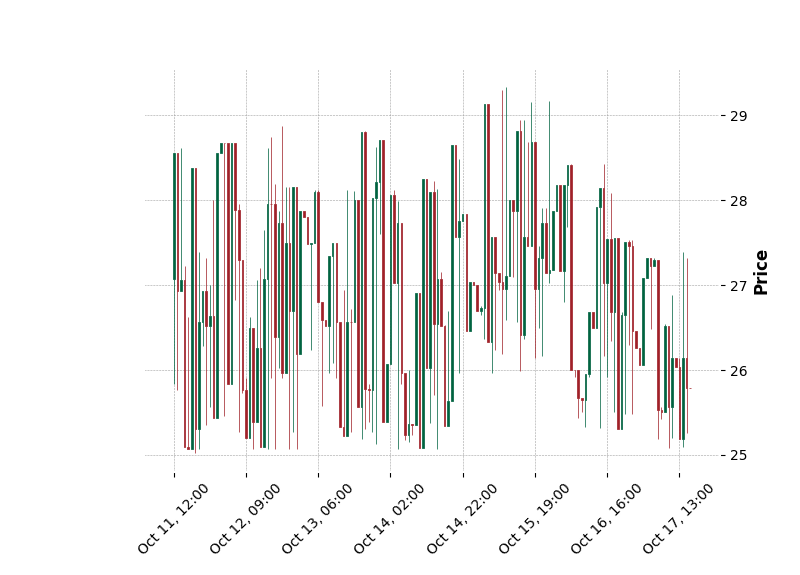 29
28
27
26
25
Price
Oct 11, 12:00
Oct 12, 09:00
Oct 13, 06:00
Oct 14, 02:00
Oct 14, 22:00
Oct 15, 19:00
Oct 16, 16:00
Oct 17, 13:00